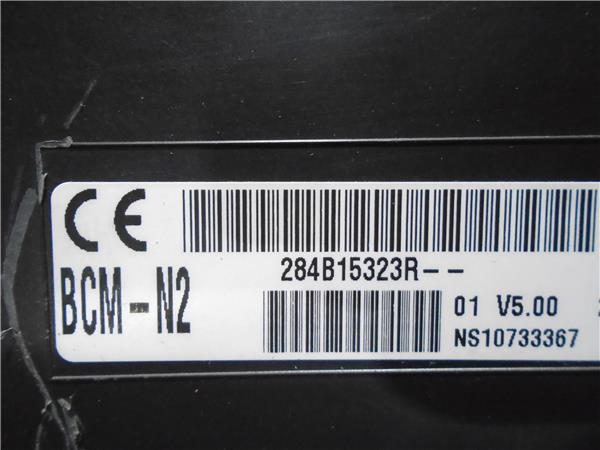 CE
284B15323R--
BCM-N2
01 V5.00
NS10733367